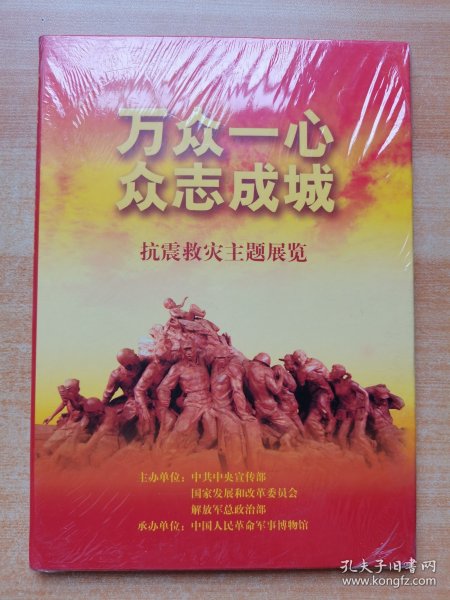 万众一心
众志成城
抗震救灾主题展览
主办单位：中共中央宣传部
国家发展和改革委员会
解放军总政治部
承办单位：中国人民革命军事博物馆
孔夫子旧书网
www.kongfz.com